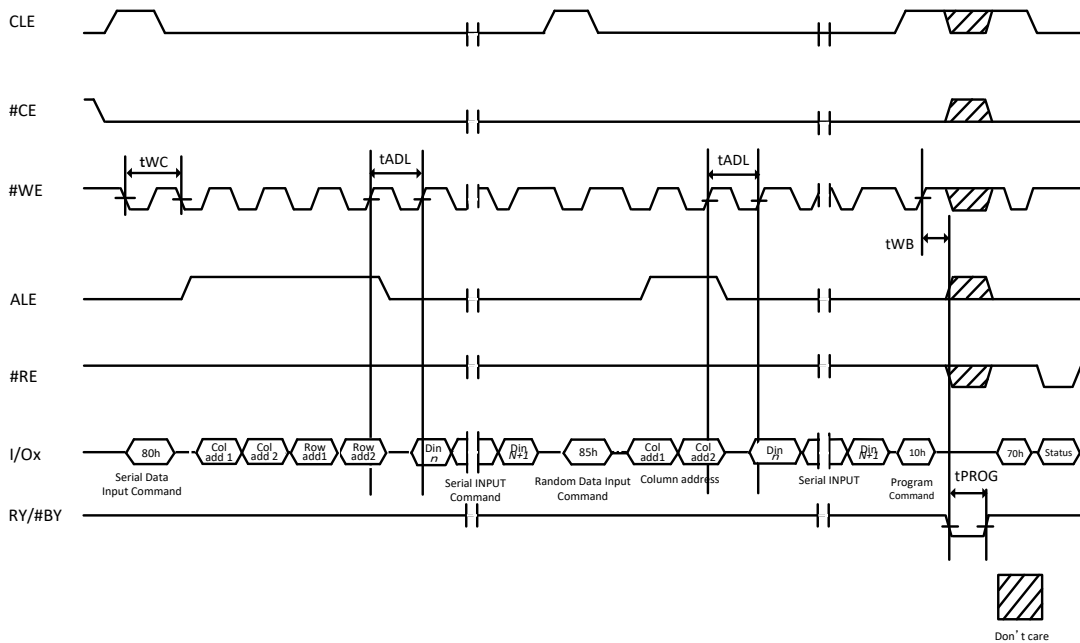 CLE
#CE
tWC
tADL
tADL
#WE
tWB
ALE
#RE
I/Ox
80h
Col add 1
Col add 2
Row add1
Row add2
Din n
Din N+1
85h
Col add1
Col add2
Din n
Din N+1
10h
70h
Status
Serial Data Input Command
Serial INPUT Command
Random Data Input Command
Column address
Serial INPUT
Program Command
tPROG
RY/#BY
Don't care